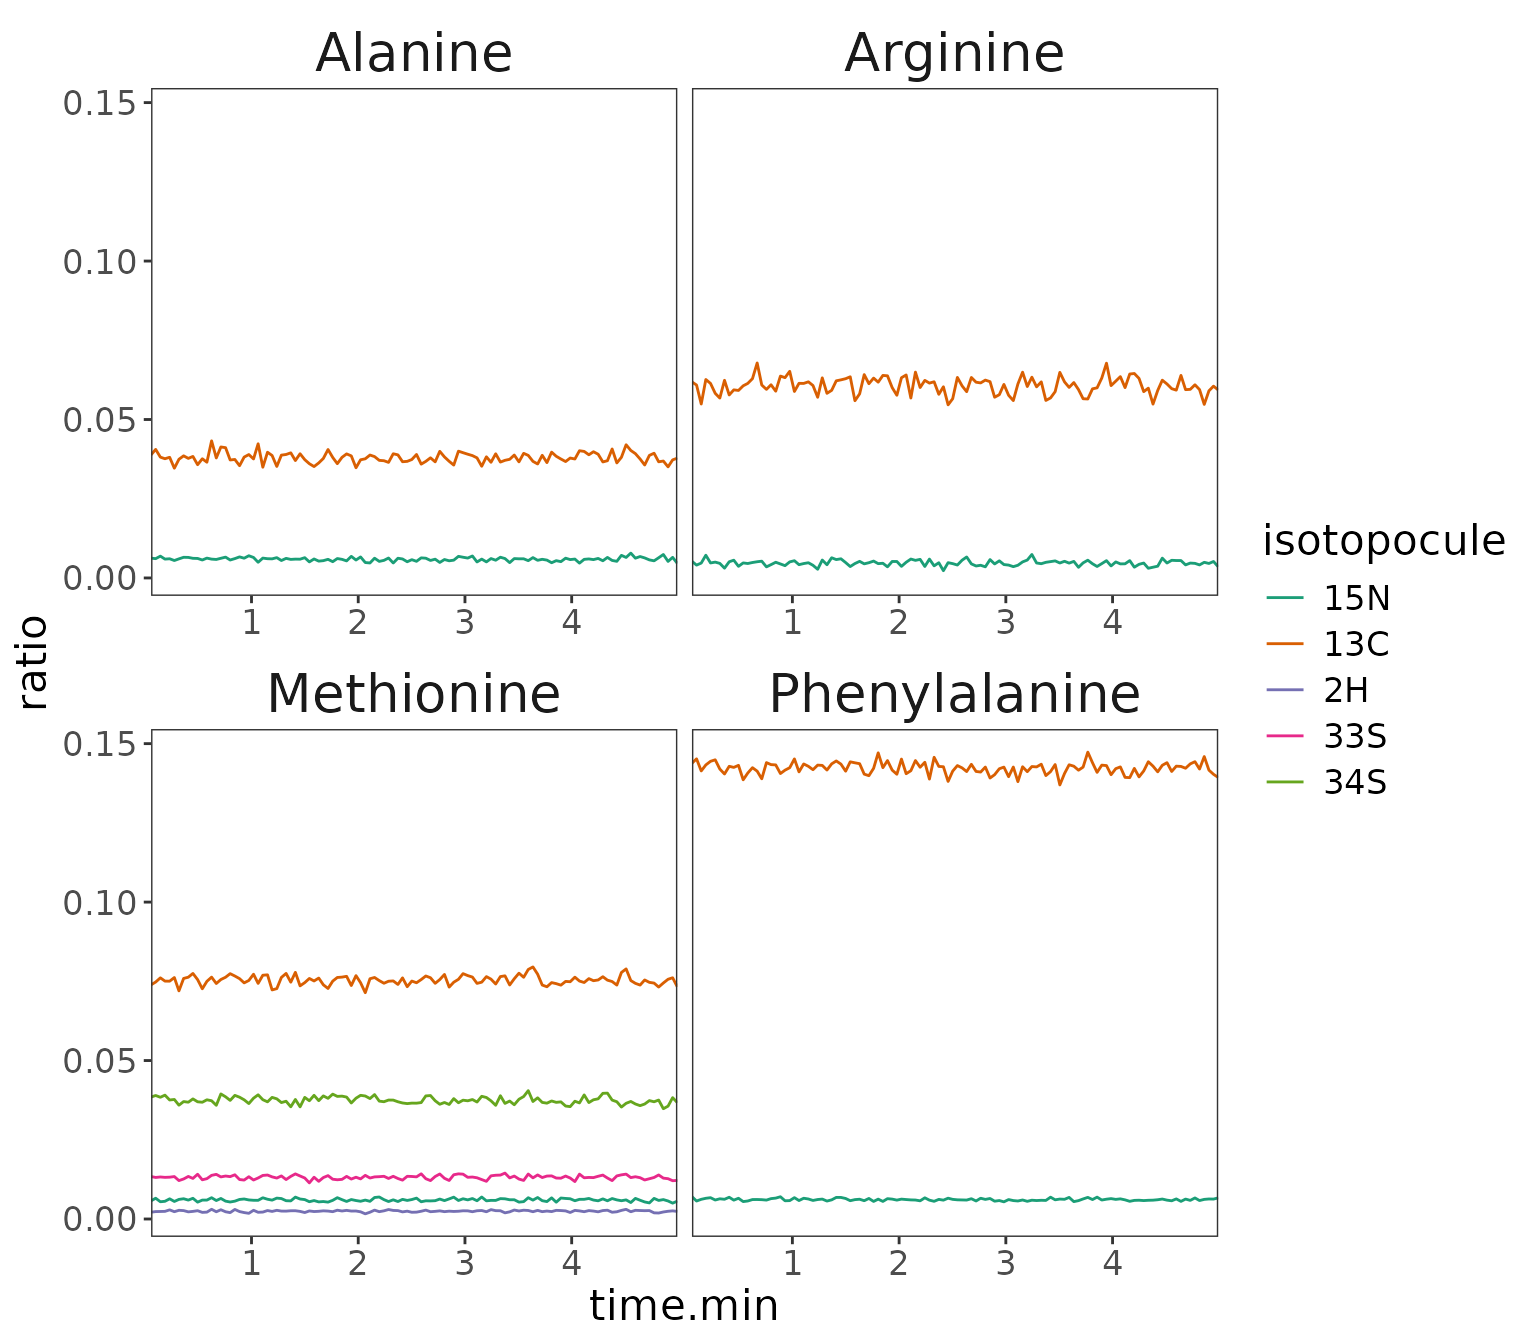 Alanine
Arginine
0.15
0.10
0.05
0.00
1 2 3 4
1 2 3 4
ratio
isotopocule
15N
13C
2H
33S
34S
Methionine
Phenylalanine
0.15
0.10
0.05
0.00
1 2 3 4
1 2 3 4
time.min